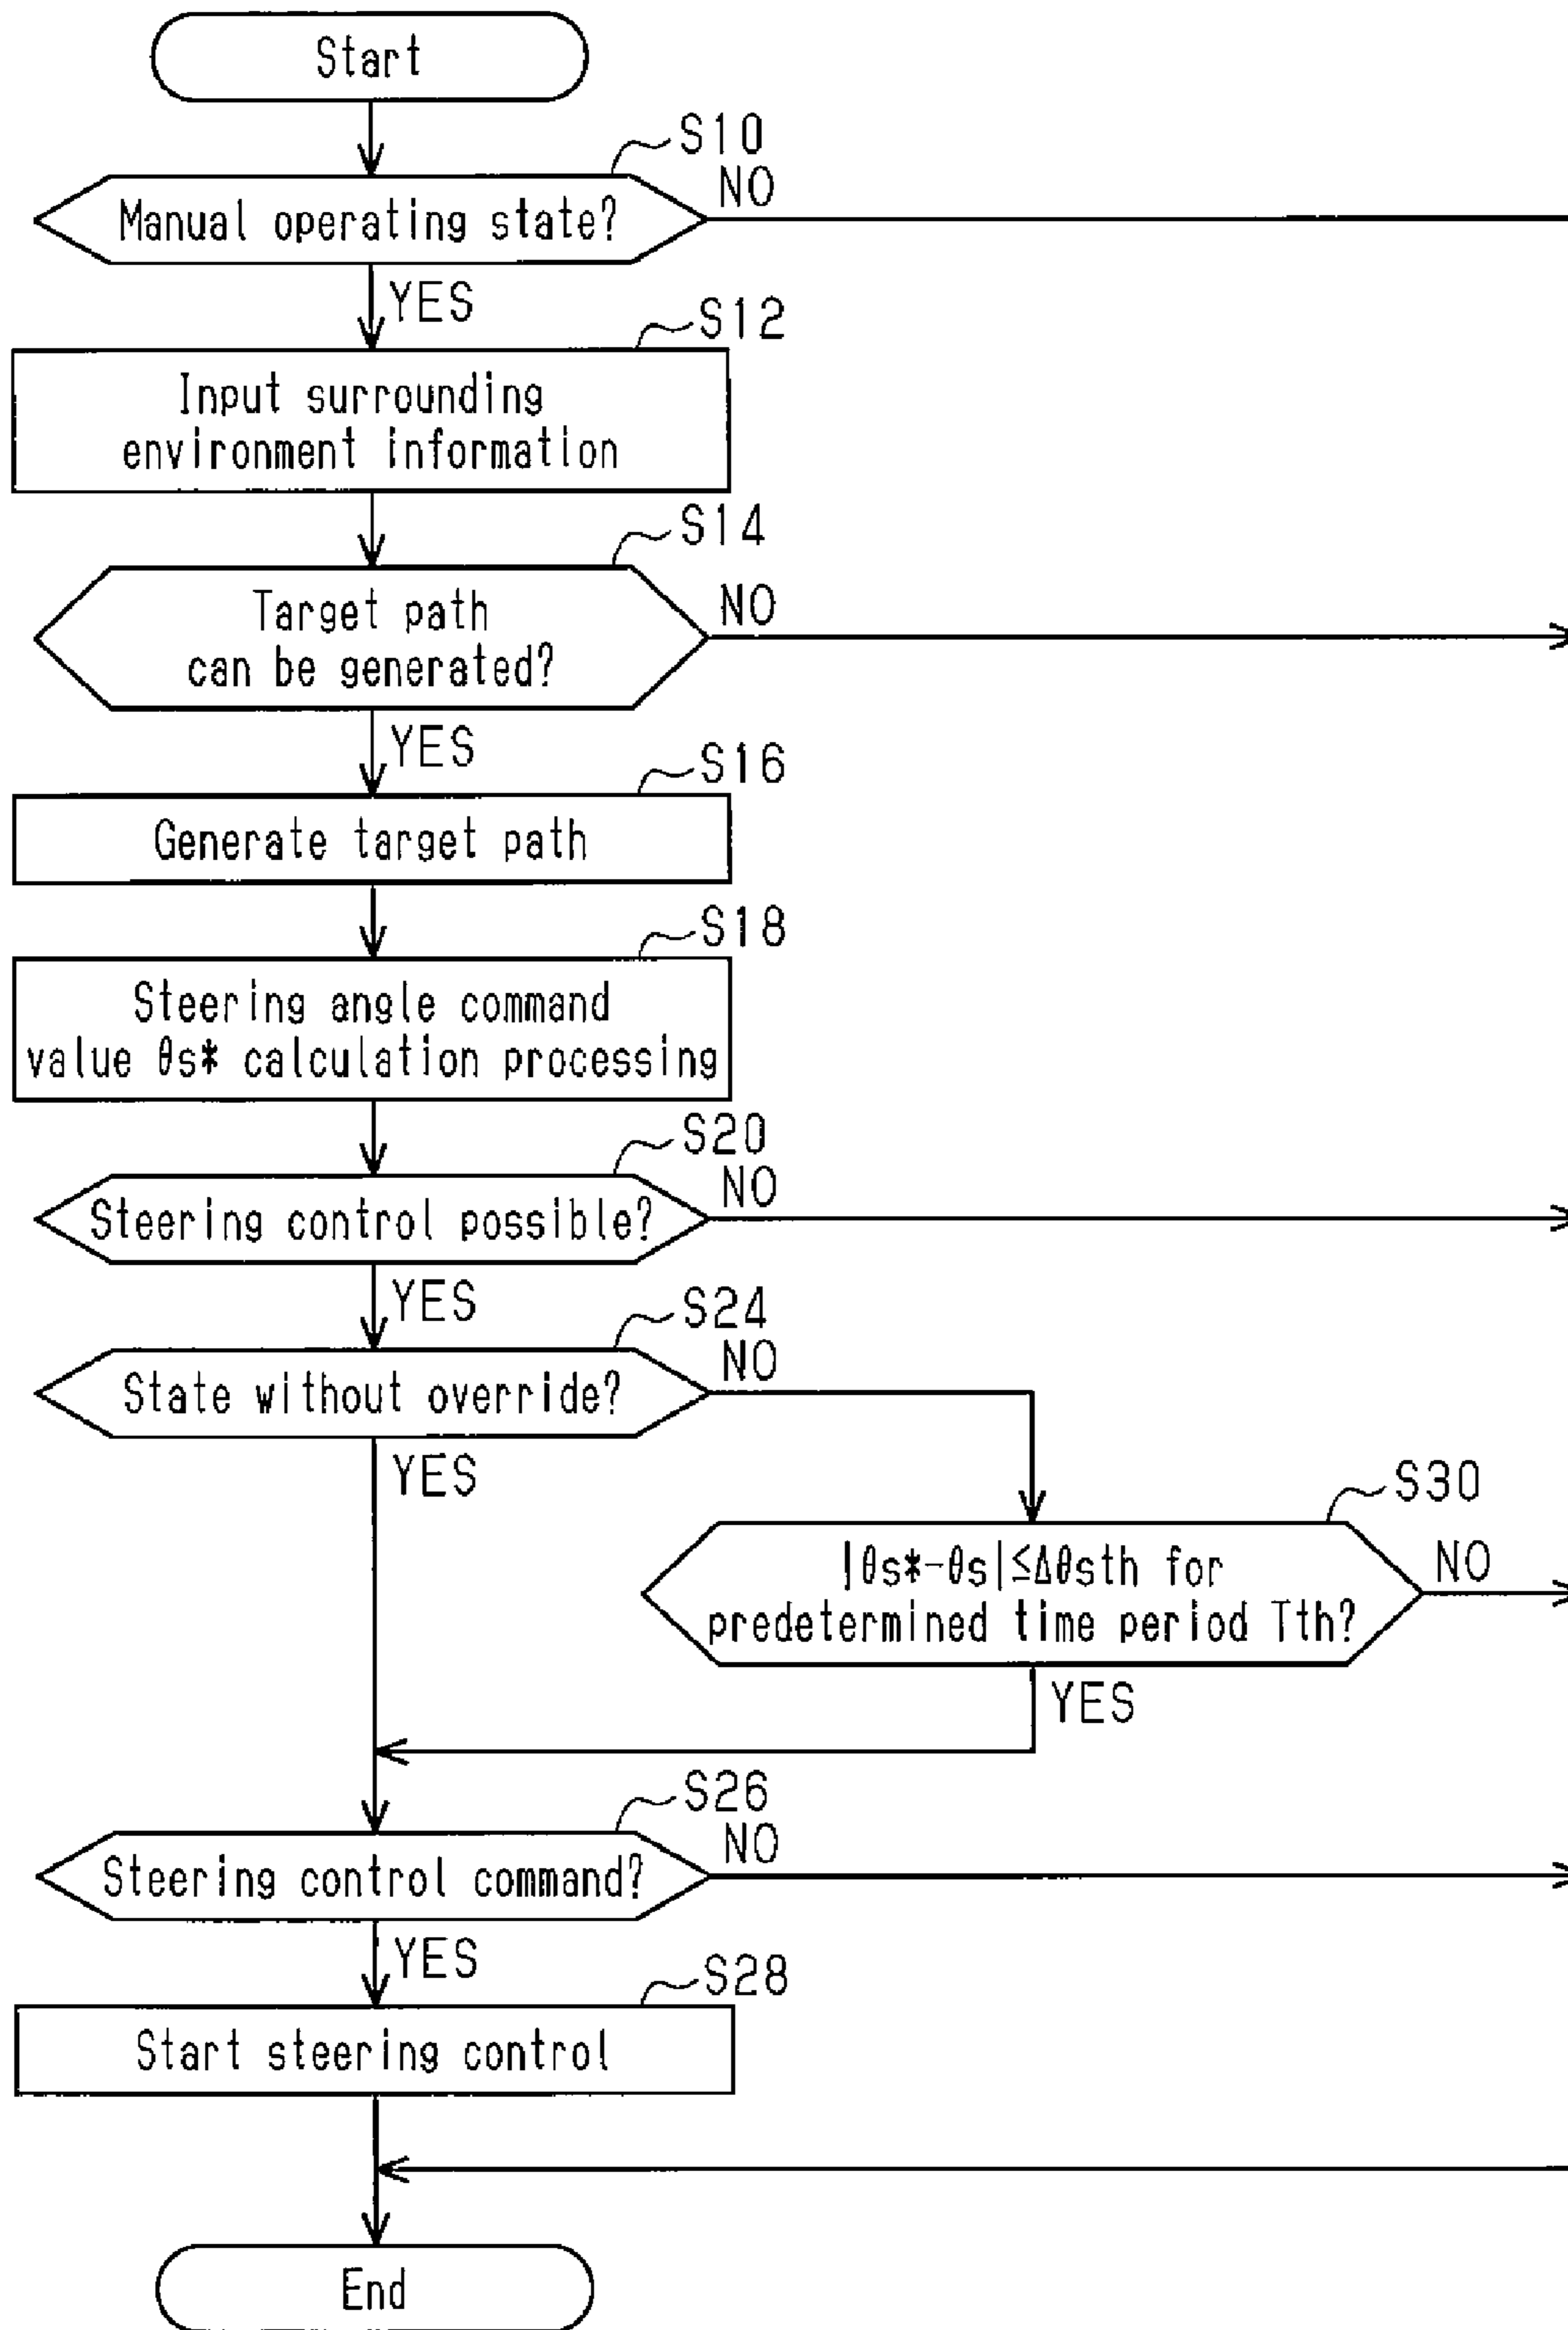 Start
S10
Manual operating state?
NO
YES
S12
Input surrounding
environment information
S14
Target path
can be generated?
NO
YES
S16
Generate target path
S18
Steering angle command
value θs* calculation processing
S20
Steering control possible?
NO
YES
S24
State without override?
NO
YES
S30
|θs*-θs|≤Δθsth for
predetermined time period Tth?
NO
YES
S26
Steering control command?
NO
YES
S28
Start steering control
End